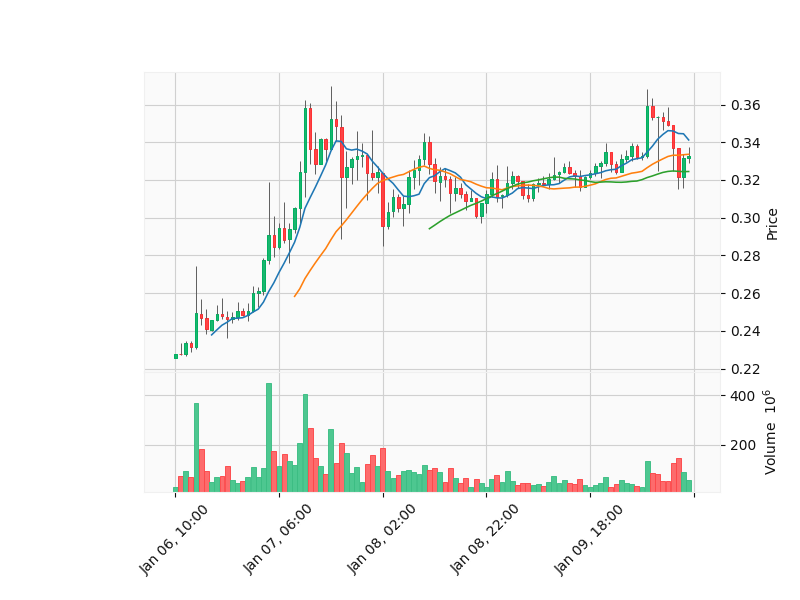 0.36
0.34
0.32
0.30
0.28
0.26
0.24
0.22
Price
400
200
Volume 10^6
Jan 06, 10:00
Jan 07, 06:00
Jan 08, 02:00
Jan 08, 22:00
Jan 09, 18:00